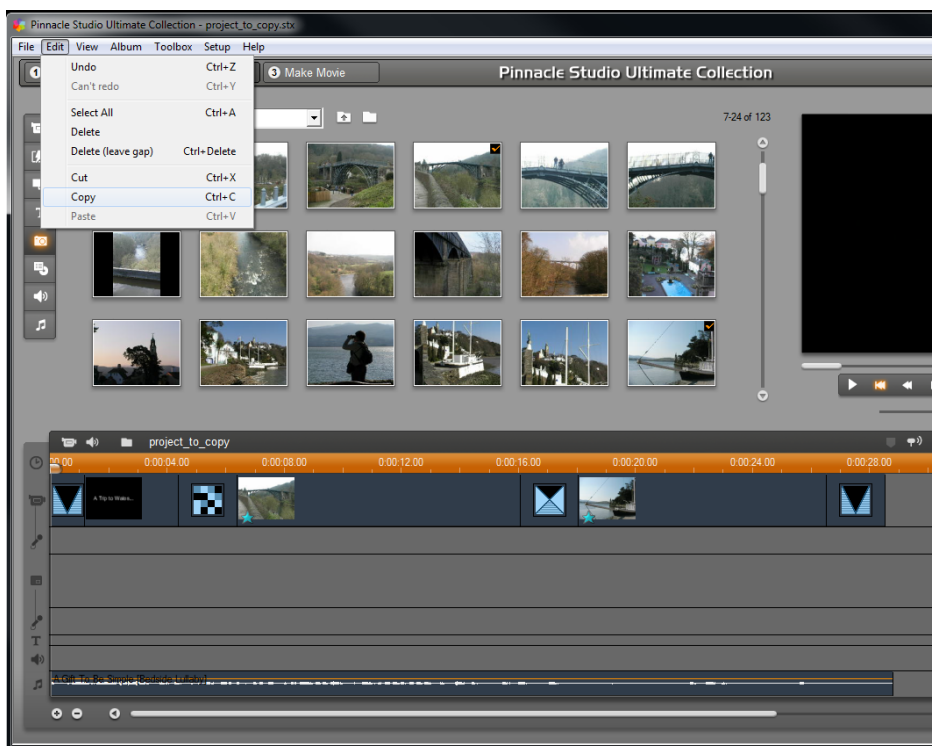 Pinnacle Studio Ultimate Collection - project_to_copy.stx
File Edit View Album Toolbox Setup Help
Undo Ctrl+Z
Can't redo Ctrl+Y
Select All Ctrl+A
Delete
Delete (leave gap) Ctrl+Delete
Cut Ctrl+X
Copy Ctrl+C
Paste Ctrl+V
1
3 Make Movie
Pinnacle Studio Ultimate Collection
7-24 of 123
project_to_copy
00.00 0:00:04.00 0:00:08.00 0:00:12.00 0:00:16.00 0:00:20.00 0:00:24.00 0:00:28.00
A Trip to Wales...
T
A Gift To Be Simple [Bedside Lullaby]